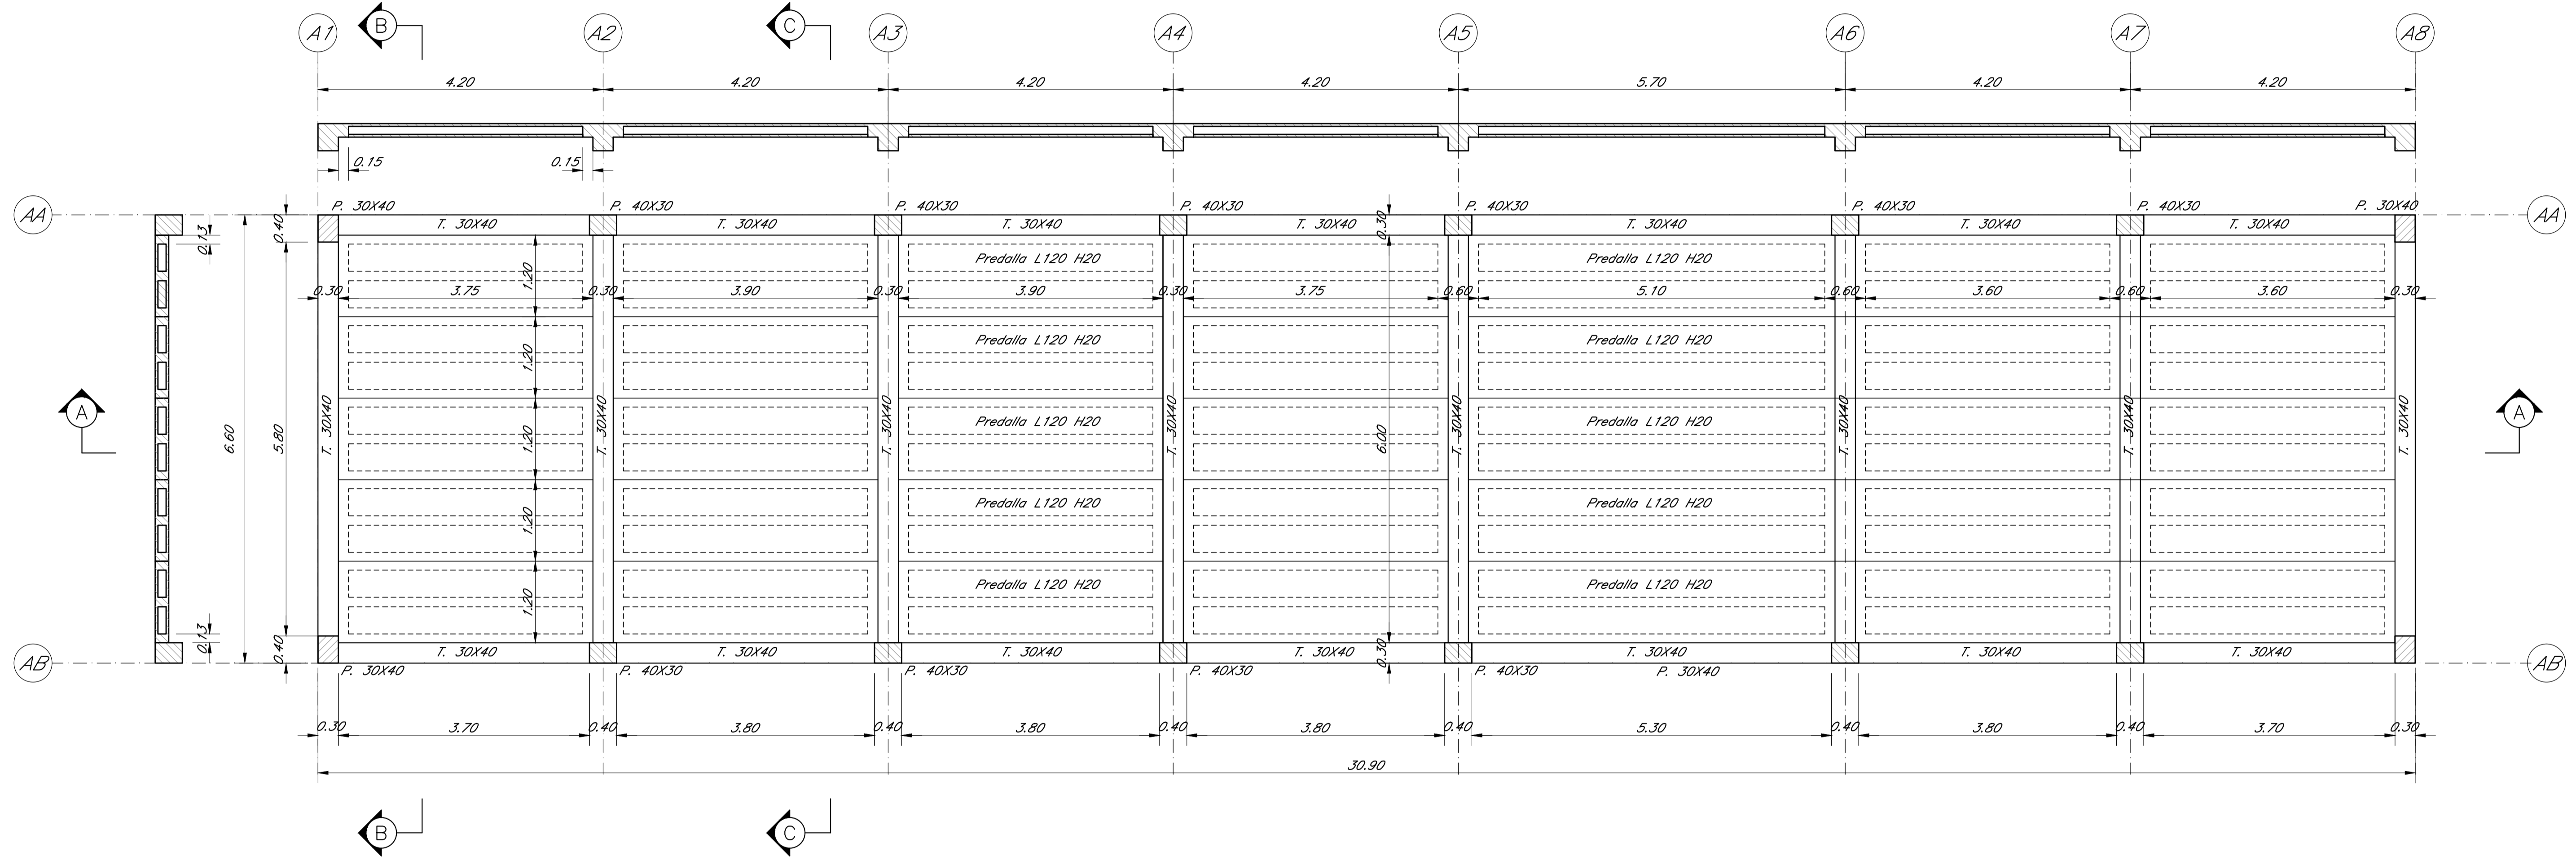 A1 B A2 C A3 A4 A5 A6 A7 A8
4.20 4.20 4.20 4.20 5.70 4.20 4.20
0.15 0.15
AA AA
P. 30X40 P. 40X30 P. 40X30 P. 40X30 P. 40X30 P. 40X30 P. 40X30 P. 30X40
0.40 0.30
T. 30X40 T. 30X40 T. 30X40 T. 30X40 T. 30X40 T. 30X40 T. 30X40
0.13
Predalla L120 H20 Predalla L120 H20
1.20
0.30 3.75 0.30 3.90 0.30 3.90 0.30 3.75 0.60 5.10 0.60 3.60 0.60 3.60 0.30
Predalla L120 H20 Predalla L120 H20
1.20
A A
Predalla L120 H20 Predalla L120 H20
6.60 5.80 1.20 6.00
T. 30X40 T. 30X40 T. 30X40 T. 30X40 T. 30X40 T. 30X40 T. 30X40 T. 30X40
Predalla L120 H20 Predalla L120 H20
1.20
Predalla L120 H20 Predalla L120 H20
1.20
0.13
0.40 0.30
T. 30X40 T. 30X40 T. 30X40 T. 30X40 T. 30X40 T. 30X40 T. 30X40
AB AB
P. 30X40 P. 40X30 P. 40X30 P. 40X30 P. 40X30 P. 30X40
0.30 3.70 0.40 3.80 0.40 3.80 0.40 3.80 0.40 5.30 0.40 3.80 0.40 3.70 0.30
30.90
B C